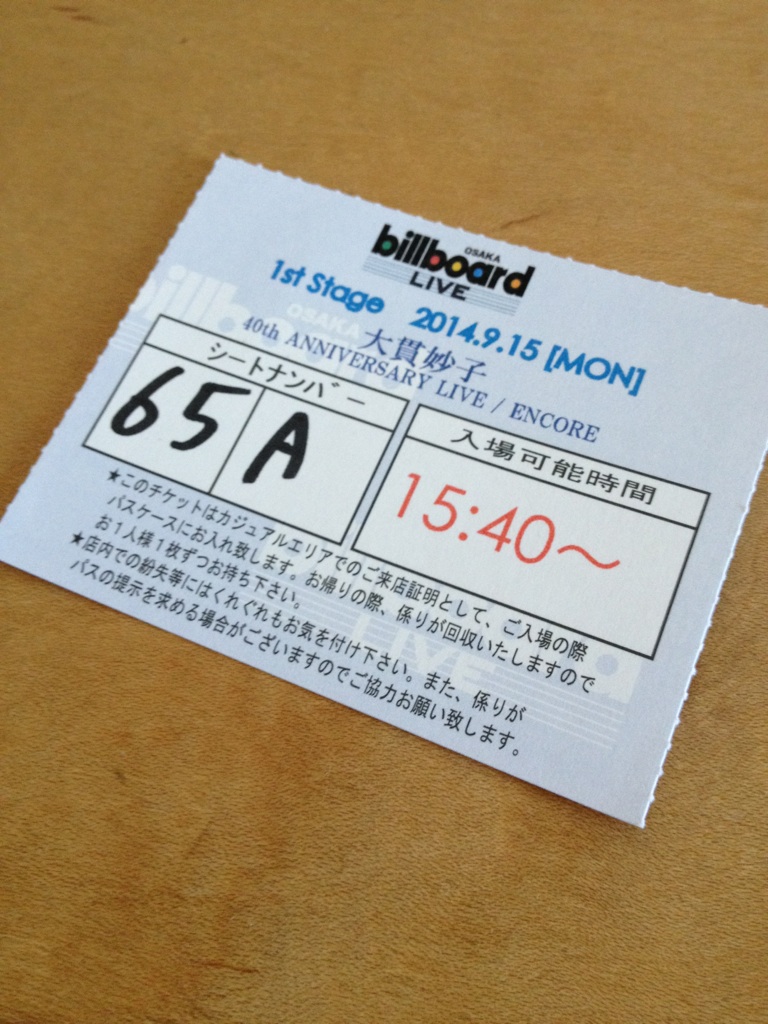 billboard
OSAKA
LIVE
1st Stage 2014.9.15 [MON]
大貫妙子
40th ANNIVERSARY LIVE / ENCORE
シートナンバー
65 A
入場可能時間
15:40〜
★このチケットはカジュアルエリアでのご来店証明として、ご入場の際
パスケースにお入れ致します。お帰りの際、係りが回収いたしますので
お１人様１枚ずつお持ち下さい。
★店内での紛失等にはくれぐれもお気を付け下さい。また、係りが
パスの提示を求める場合がございますのでご協力お願い致します。